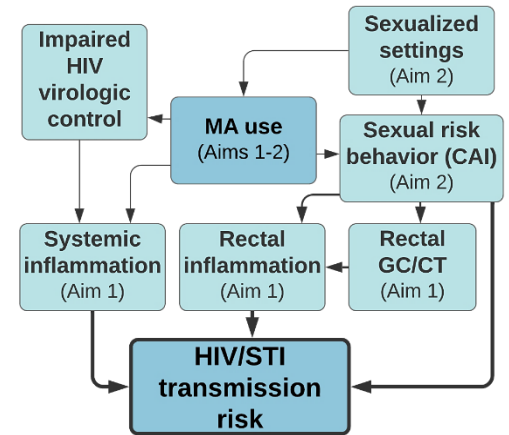 Impaired
HIV
virologic
control
Sexualized
settings
(Aim 2)
MA use
(Aims 1-2)
Sexual risk
behavior (CAI)
(Aim 2)
Systemic
inflammation
(Aim 1)
Rectal
inflammation
(Aim 1)
Rectal
GC/CT
(Aim 1)
HIV/STI
transmission
risk